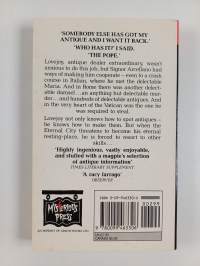 'SOMEBODY ELSE HAS GOT MY
ANTIQUE AND I WANT IT BACK.'
'WHO HAS IT?' I SAID.
'THE POPE.'
Lovejoy, antique dealer extraordinary, wasn't
anxious to do this job, but Signor Arcellano had
ways of making him cooperate – even to a crash
course in Italian, where he met the delectable
Maria. And in Rome there was another delect-
able damsel ...in anything but delectable mur-
der... and hundreds of delectable antiques. And
in the very heart of the Vatican was the one he
was required to steal.
Lovejoy not only knows how to spot antiques –
he knows how to make them. But when the
Eternal City threatens to become his eternal
resting-place, he is forced to resort to other
skills ...
'Highly ingenious, vastly enjoyable,
and stuffed with a magpie's selection
of antique information'
TIMES LITERARY SUPPLEMENT
'A racy farrago'
OBSERVER
MYSTERIOUS
PRESS
00299